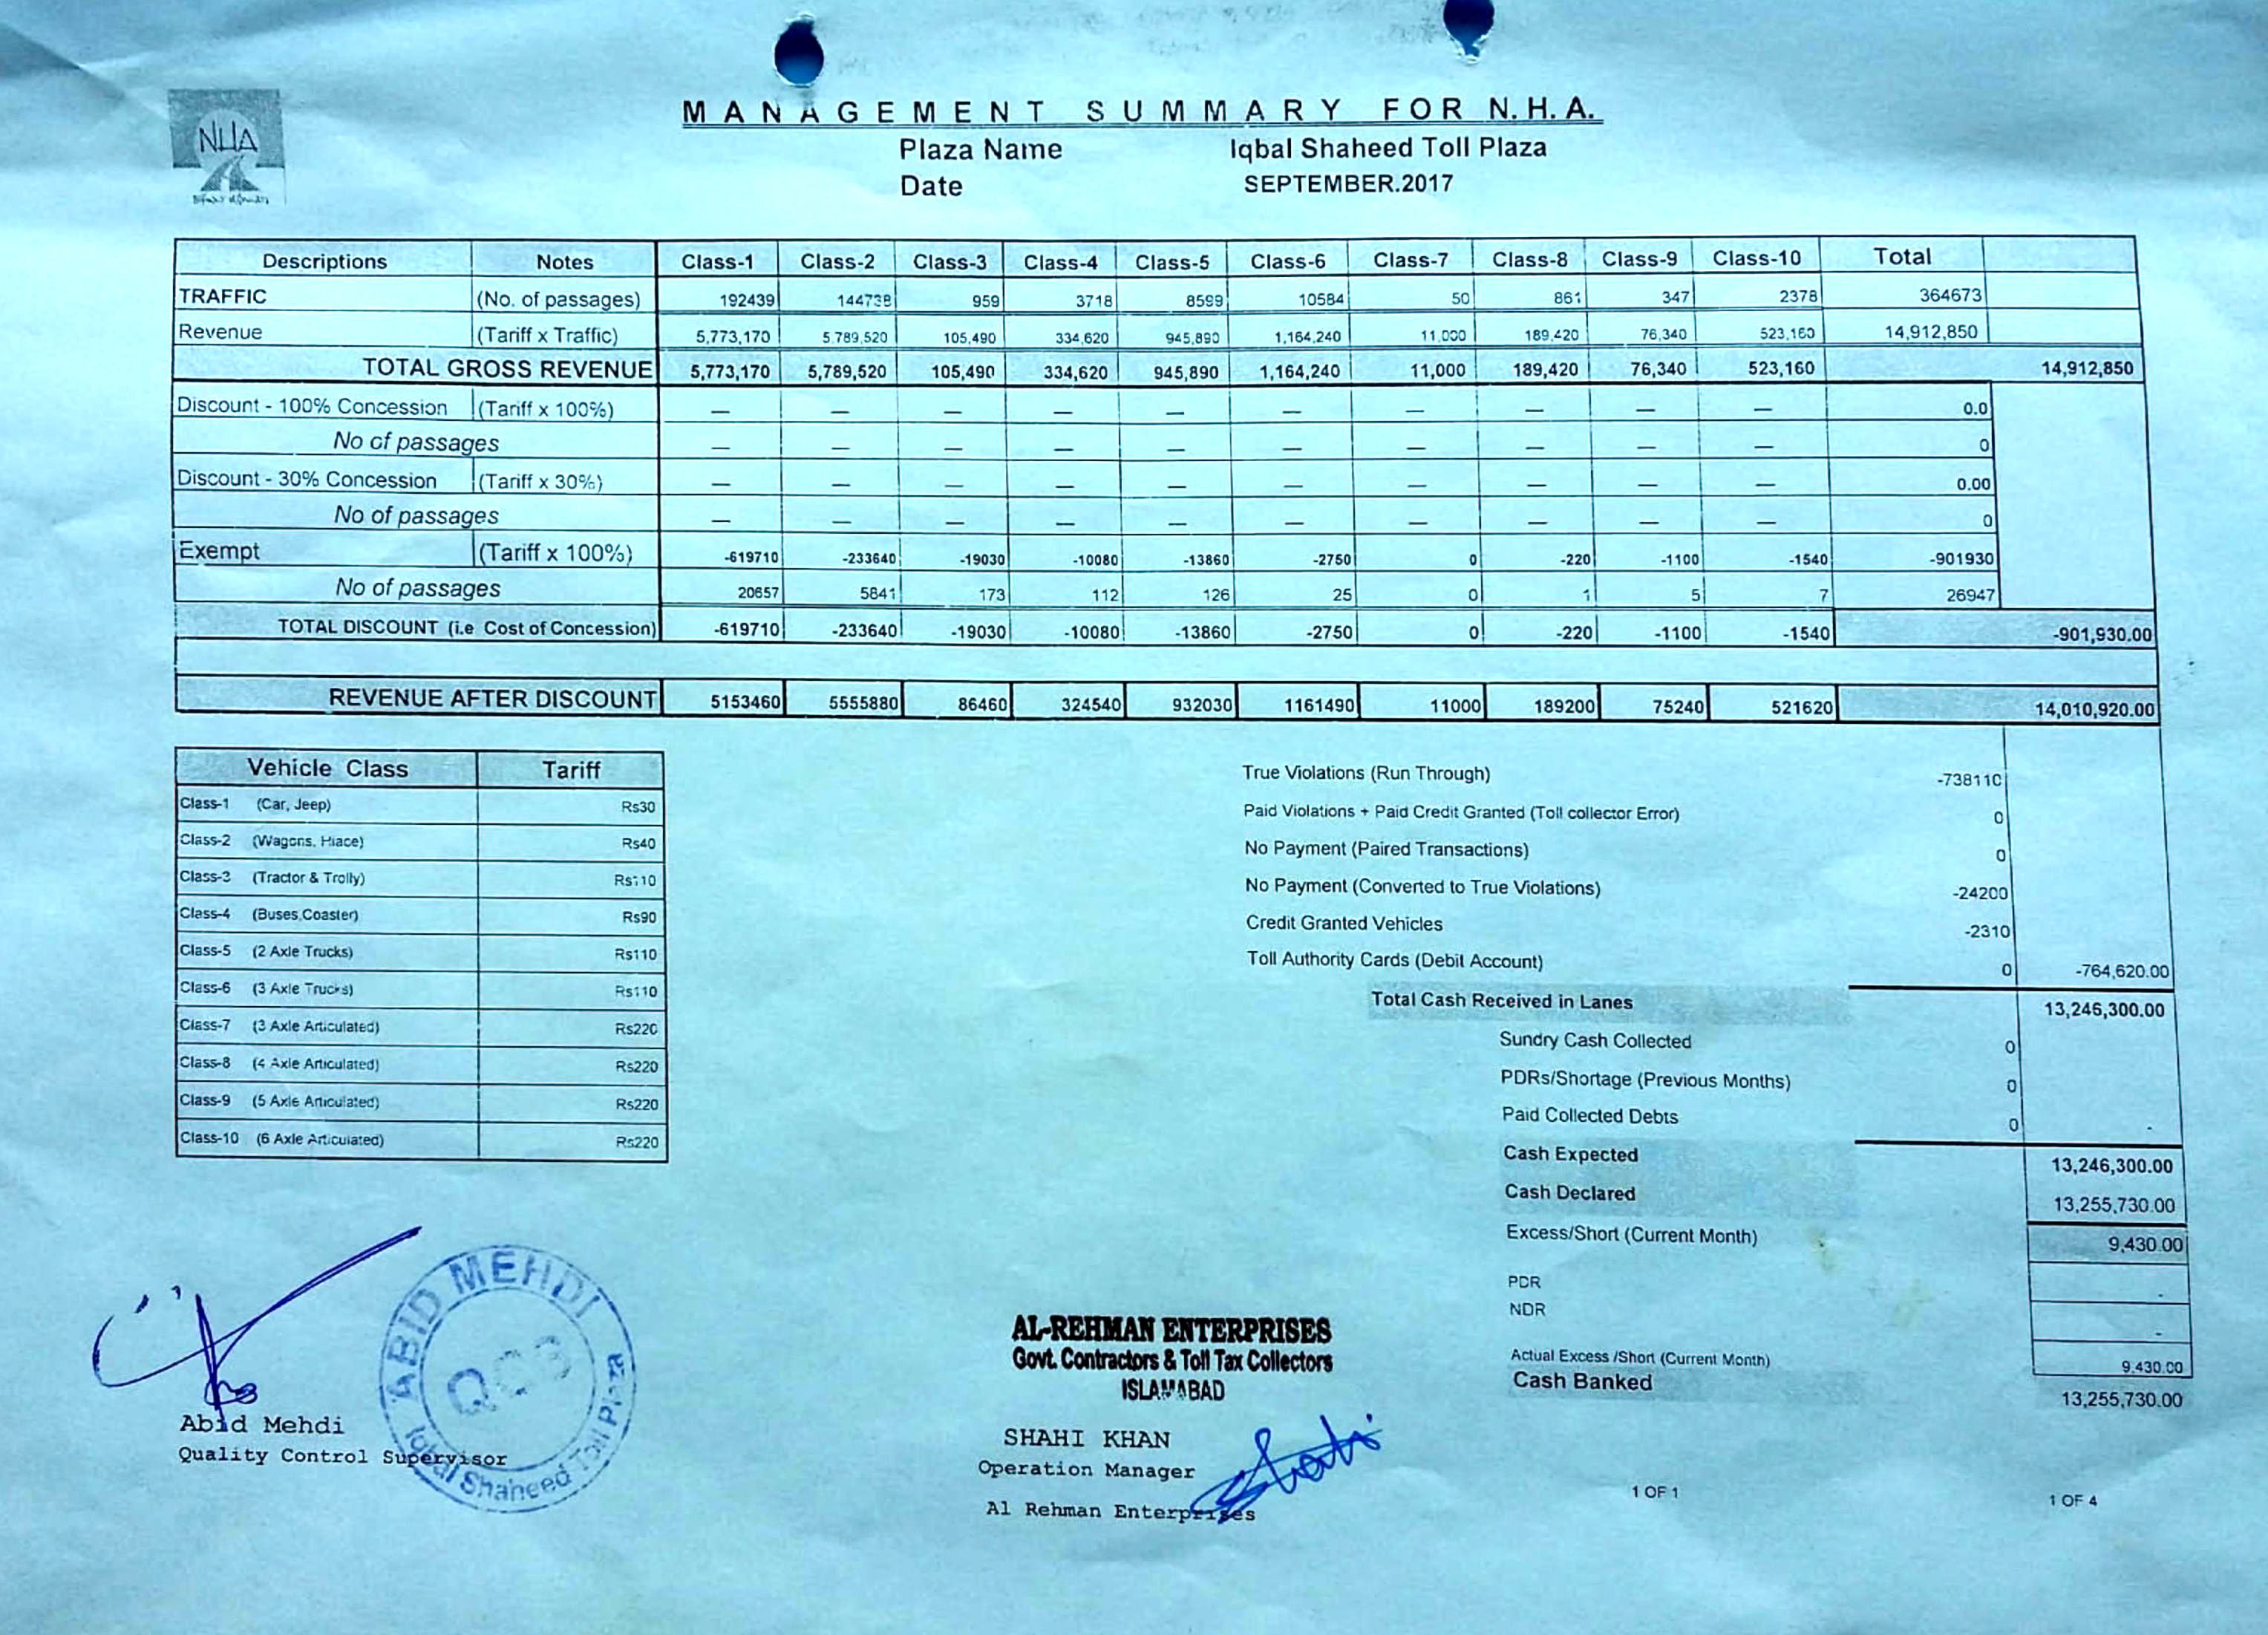 NHA
MANAGEMENT SUMMARY FOR N.H.A.
Plaza Name Iqbal Shaheed Toll Plaza
Date SEPTEMBER.2017
Descriptions Notes Class-1 Class-2 Class-3 Class-4 Class-5 Class-6 Class-7 Class-8 Class-9 Class-10 Total
TRAFFIC (No. of passages) 192439 144738 959 3718 8599 10584 50 861 347 2378 364673
Revenue (Tariff x Traffic) 5,773,170 5,789,520 105,490 334,620 945,890 1,164,240 11,000 189,420 76,340 523,160 14,912,850
TOTAL GROSS REVENUE 5,773,170 5,789,520 105,490 334,620 945,890 1,164,240 11,000 189,420 76,340 523,160 14,912,850
Discount - 100% Concession (Tariff x 100%) — — — — — — — — — — 0.0
No of passages — — — — — — — — — — 0
Discount - 30% Concession (Tariff x 30%) — — — — — — — — — — 0.00
No of passages — — — — — — — — — — 0
Exempt (Tariff x 100%) -619710 -233640 -19030 -10080 -13860 -2750 0 -220 -1100 -1540 -901930
No of passages 20657 5841 173 112 126 25 0 1 5 7 26947
TOTAL DISCOUNT (i.e Cost of Concession) -619710 -233640 -19030 -10080 -13860 -2750 0 -220 -1100 -1540 -901,930.00
REVENUE AFTER DISCOUNT 5153460 5555880 86460 324540 932030 1161490 11000 189200 75240 521620 14,010,920.00
Vehicle Class Tariff
Class-1 (Car, Jeep) Rs30
Class-2 (Wagons, Hiace) Rs40
Class-3 (Tractor & Trolly) Rs110
Class-4 (Buses,Coaster) Rs90
Class-5 (2 Axle Trucks) Rs110
Class-6 (3 Axle Trucks) Rs110
Class-7 (3 Axle Articulated) Rs220
Class-8 (4 Axle Articulated) Rs220
Class-9 (5 Axle Articulated) Rs220
Class-10 (6 Axle Articulated) Rs220
True Violations (Run Through) -738110
Paid Violations + Paid Credit Granted (Toll collector Error) 0
No Payment (Paired Transactions) 0
No Payment (Converted to True Violations) -24200
Credit Granted Vehicles -2310
Toll Authority Cards (Debit Account) 0 -764,620.00
Total Cash Received in Lanes 13,246,300.00
Sundry Cash Collected 0
PDRs/Shortage (Previous Months) 0
Paid Collected Debts 0 -
Cash Expected 13,246,300.00
Cash Declared 13,255,730.00
Excess/Short (Current Month) 9,430.00
PDR -
NDR -
Actual Excess /Short (Current Month) 9,430.00
Cash Banked 13,255,730.00
ABID MEHDI
Iqbal Shaheed Toll Plaza
Abid Mehdi
Quality Control Supervisor
AL-REHMAN ENTERPRISES
Govt. Contractors & Toll Tax Collectors
ISLAMABAD
SHAHI KHAN
Operation Manager
Al Rehman Enterprises
1 OF 1
1 OF 4